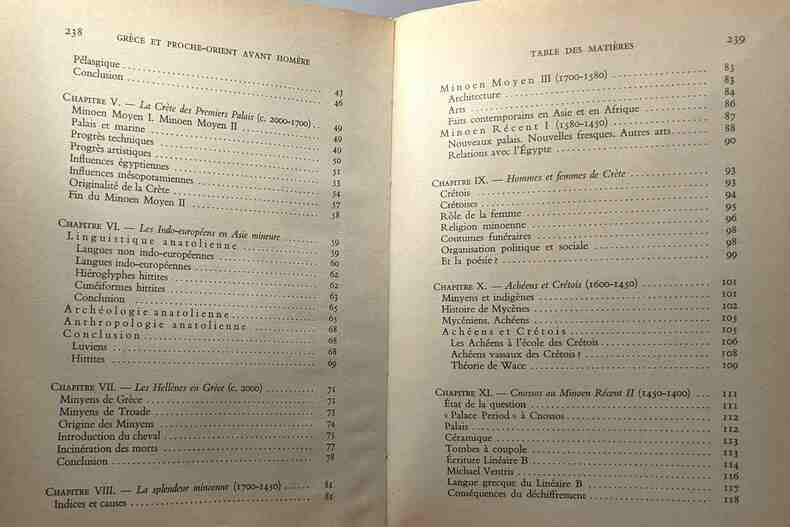 238
GRÈCE ET PROCHE-ORIENT AVANT HOMÈRE
Pélasgique ........ 43
Conclusion ........ 46
CHAPITRE V. — La Crète des Premiers Palais (c. 2000-1700) .. 49
Minoen Moyen I. Minoen Moyen II ........ 49
Palais et marine ........ 49
Progrès techniques ........ 50
Progrès artistiques ........ 51
Influences égyptiennes ........ 53
Influences mésopotamiennes ........ 54
Originalité de la Crète ........ 57
Fin du Minoen Moyen II ........ 58
CHAPITRE VI. — Les Indo-européens en Asie mineure ........ 59
Linguistique anatolienne ........ 59
Langues non indo-européennes ........ 60
Langues indo-européennes ........ 62
Hiéroglyphes hittites ........ 62
Cunéiformes hittites ........ 63
Conclusion ........ 65
Archéologie anatolienne ........ 65
Anthropologie anatolienne ........ 68
Conclusion ........ 68
Luviens ........ 68
Hittites ........ 69
CHAPITRE VII. — Les Hellènes en Grèce (c. 2000) ........ 71
Minyens de Grèce ........ 71
Minyens de Troade ........ 73
Origine des Minyens ........ 74
Introduction du cheval ........ 75
Incinération des morts ........ 77
Conclusion ........ 78
CHAPITRE VIII. — La splendeur minoenne (1700-1450) ........ 81
Indices et causes ........ 81
TABLE DES MATIÈRES
239
Minoen Moyen III (1700-1580) ........ 83
Architecture ........ 83
Arts ........ 84
Faits contemporains en Asie et en Afrique ........ 86
Minoen Récent I (1580-1450) ........ 87
Nouveaux palais. Nouvelles fresques. Autres arts ........ 88
Relations avec l'Égypte ........ 90
CHAPITRE IX. — Hommes et femmes de Crète ........ 93
Crétois ........ 93
Crétoises ........ 94
Rôle de la femme ........ 95
Religion minoenne ........ 96
Coutumes funéraires ........ 98
Organisation politique et sociale ........ 98
Et la poésie ? ........ 99
CHAPITRE X. — Achéens et Crétois (1600-1450) ........ 101
Minyens et indigènes ........ 101
Histoire de Mycènes ........ 102
Mycéniens, Achéens ........ 105
Achéens et Crétois ........ 105
Les Achéens à l'école des Crétois ........ 106
Achéens vassaux des Crétois ? ........ 108
Théorie de Wace ........ 109
CHAPITRE XI. — Cnossos au Minoen Récent II (1450-1400) ... 111
État de la question ........ 111
« Palace Period » à Cnossos ........ 112
Palais ........ 112
Céramique ........ 113
Tombes à coupole ........ 113
Écriture Linéaire B ........ 114
Michael Ventris ........ 116
Langue grecque du Linéaire B ........ 117
Conséquences du déchiffrement ........ 118